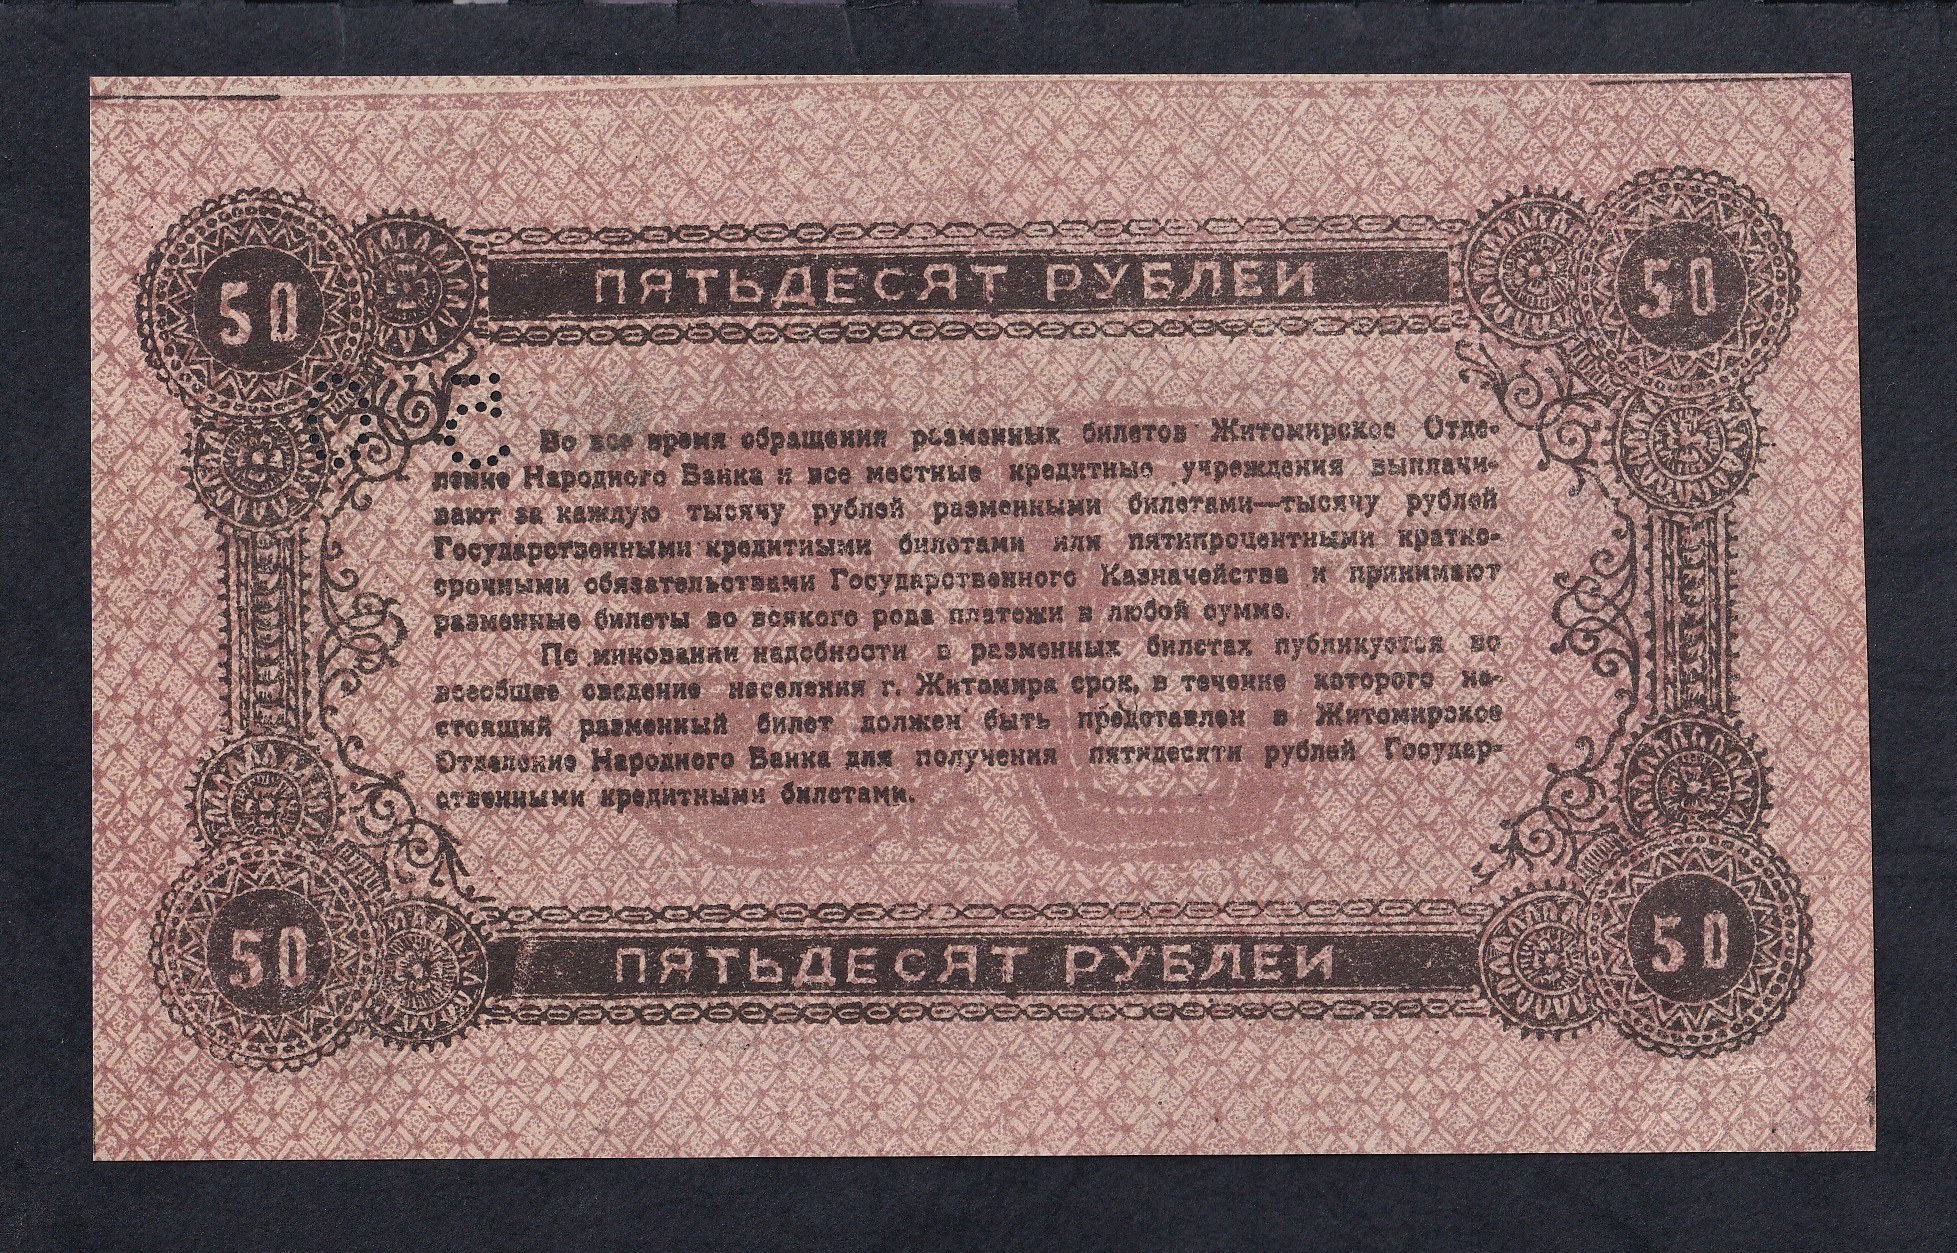 50 ПЯТЬДЕСЯТ РУБЛЕЙ 50
Во все время обращения разменных билетов Житомирское Отде-
ление Народного Банка и все местные кредитные учреждения выплачи-
вают за каждую тысячу рублей разменными билетами—тысячу рублей
Государственными кредитными билетами или пятипроцентными кратко-
срочными обязательствами Государственного Казначейства и принимают
разменные билеты во всякого рода платежи в любой сумме.
По миновании надобности в разменных билетах публикуется во
всеобщее сведение населения г. Житомира срок, в течение которого на-
стоящий разменный билет должен быть представлен в Житомирское
Отделение Народного Банка для получения пятидесяти рублей Государ-
ственными кредитными билетами.
50 ПЯТЬДЕСЯТ РУБЛЕЙ 50